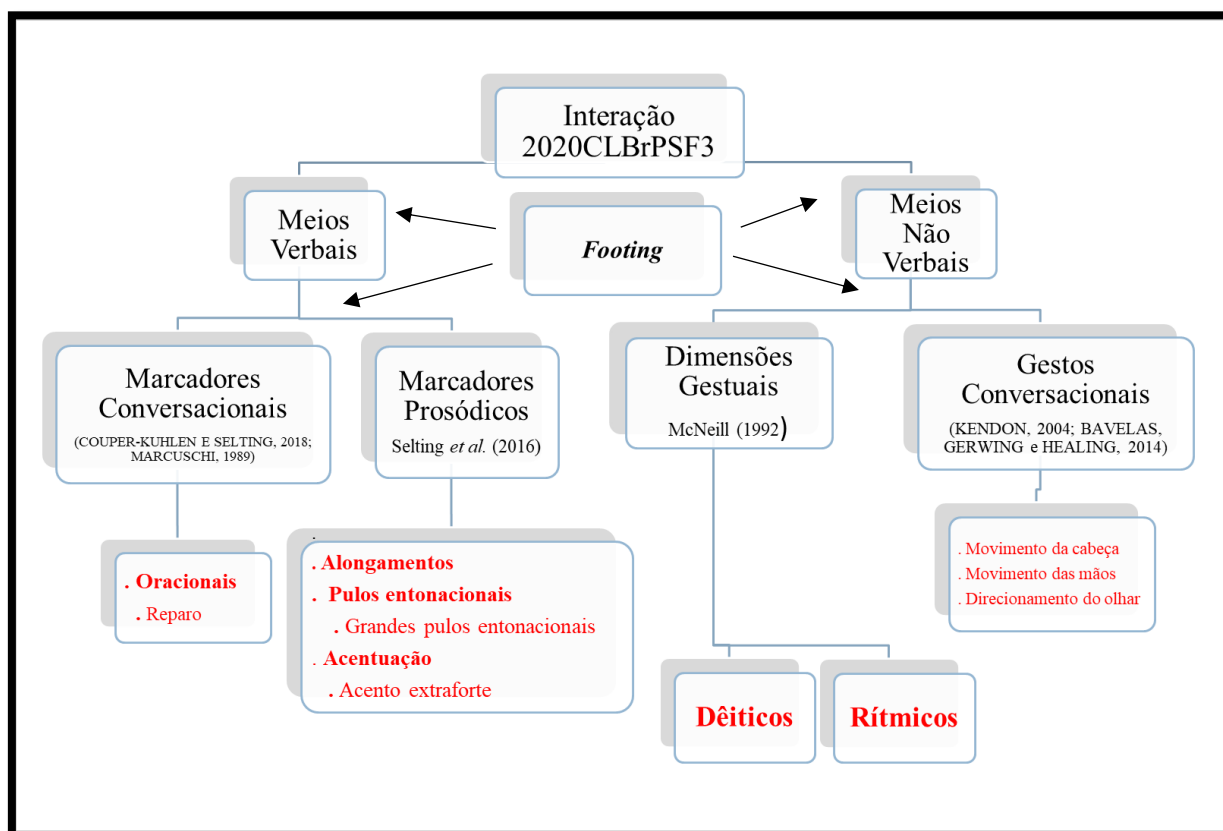 Interação
2020CLBrPSF3
Meios
Verbais
Footing
Meios
Não
Verbais
Marcadores
Conversacionais
(COUPER-KUHLEN E SELTING, 2018;
MARCUSCHI, 1989)
Marcadores
Prosódicos
Selting et al. (2016)
Dimensões
Gestuais
McNeill (1992)
Gestos
Conversacionais
(KENDON, 2004; BAVELAS,
GERWING e HEALING, 2014)
. Oracionais
. Reparo
.
. Alongamentos
. Pulos entonacionais
. Grandes pulos entonacionais
. Acentuação
. Acento extraforte
. Movimento da cabeça
. Movimento das mãos
. Direcionamento do olhar
Dêiticos
Rítmicos